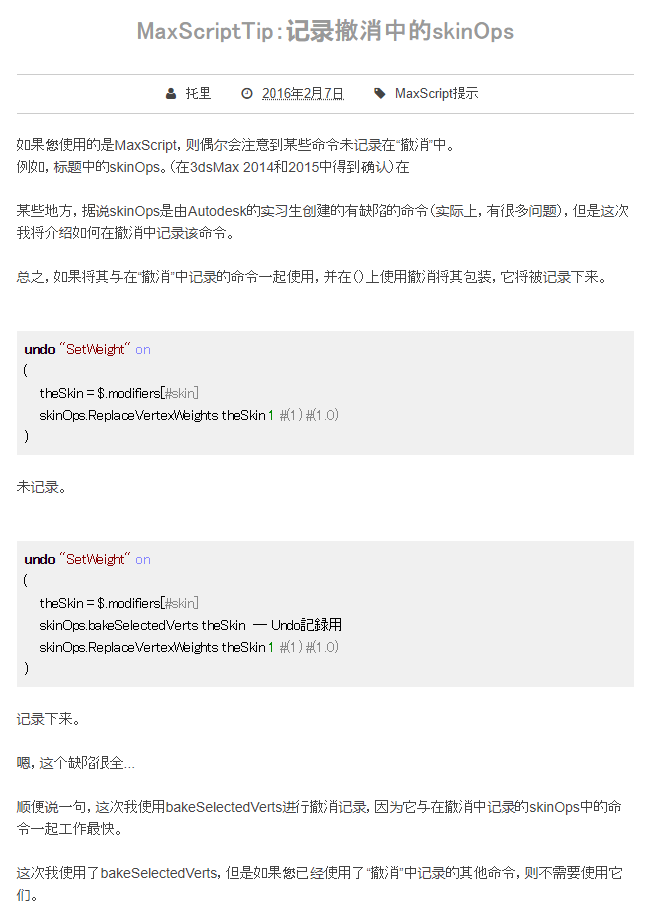 MaxScriptTip：记录撤消中的skinOps
托里 2016年2月7日 MaxScript提示
如果您使用的是MaxScript，则偶尔会注意到某些命令未记录在“撤消”中。
例如，标题中的skinOps。（在3dsMax 2014和2015中得到确认）在
某些地方，据说skinOps是由Autodesk的实习生创建的有缺陷的命令（实际上，有很多问题），但是这次
我将介绍如何在撤消中记录该命令。
总之，如果将其与在“撤消”中记录的命令一起使用，并在（）上使用撤消将其包装，它将被记录下来。
undo "SetWeight" on
(
theSkin = $.modifiers[#skin]
skinOps.ReplaceVertexWeights theSkin 1 #(1) #(1.0)
)
未记录。
undo "SetWeight" on
(
theSkin = $.modifiers[#skin]
skinOps.bakeSelectedVerts theSkin — Undo記録用
skinOps.ReplaceVertexWeights theSkin 1 #(1) #(1.0)
)
记录下来。
嗯，这个缺陷很全...
顺便说一句，这次我使用bakeSelectedVerts进行撤消记录，因为它与在撤消中记录的skinOps中的命
令一起工作最快。
这次我使用了bakeSelectedVerts，但是如果您已经使用了“撤消”中记录的其他命令，则不需要使用它
们。